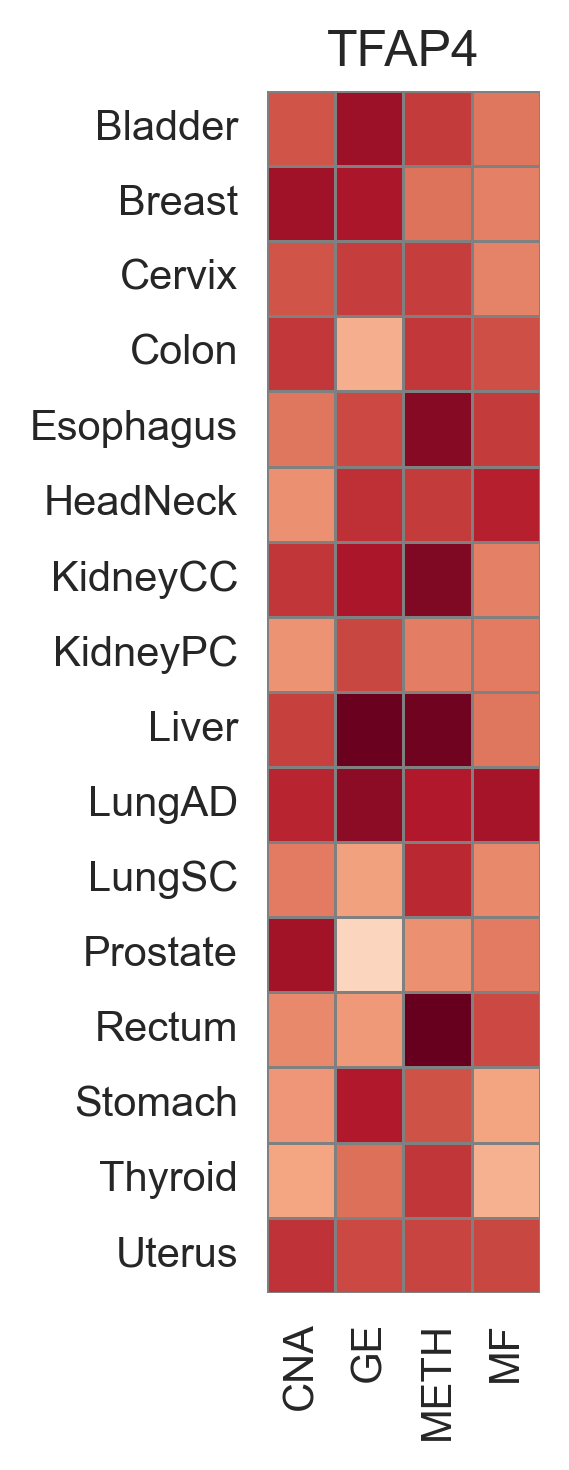 TFAP4
Bladder
Breast
Cervix
Colon
Esophagus
HeadNeck
KidneyCC
KidneyPC
Liver
LungAD
LungSC
Prostate
Rectum
Stomach
Thyroid
Uterus
CNA
GE
METH
MF